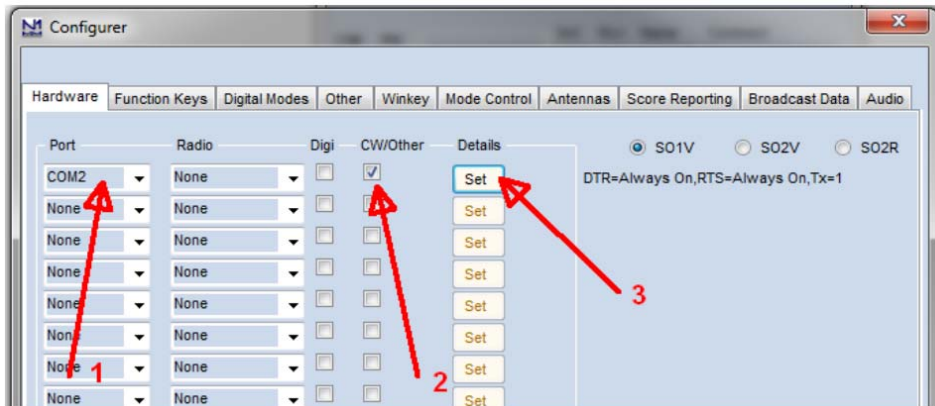 Configurer
Hardware Function Keys Digital Modes Other Winkey Mode Control Antennas Score Reporting Broadcast Data Audio
Port Radio Digi CW/Other Details SO1V SO2V SO2R
COM2 None Set DTR=Always On,RTS=Always On,Tx=1
None None Set
None None Set
None None Set
None None Set 3
None None Set
None 1 None 2 Set
None None Set